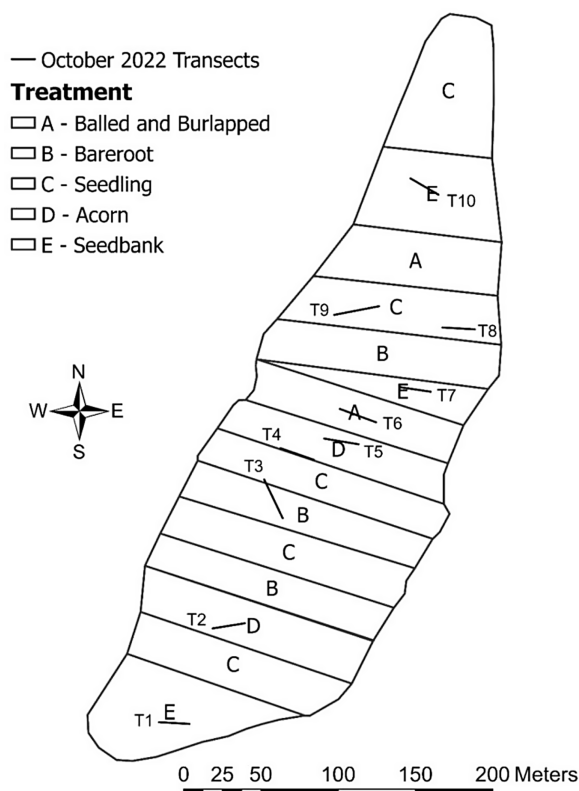 October 2022 Transects
Treatment
A - Balled and Burlapped
B - Bareroot
C - Seedling
D - Acorn
E - Seedbank
C
E T10
A
T9 C
T8
B
E T7
A T6
T4 D T5
C
T3
B
C
B
T2 D
C
T1 E
N
W E
S
0 25 50 100 150 200 Meters